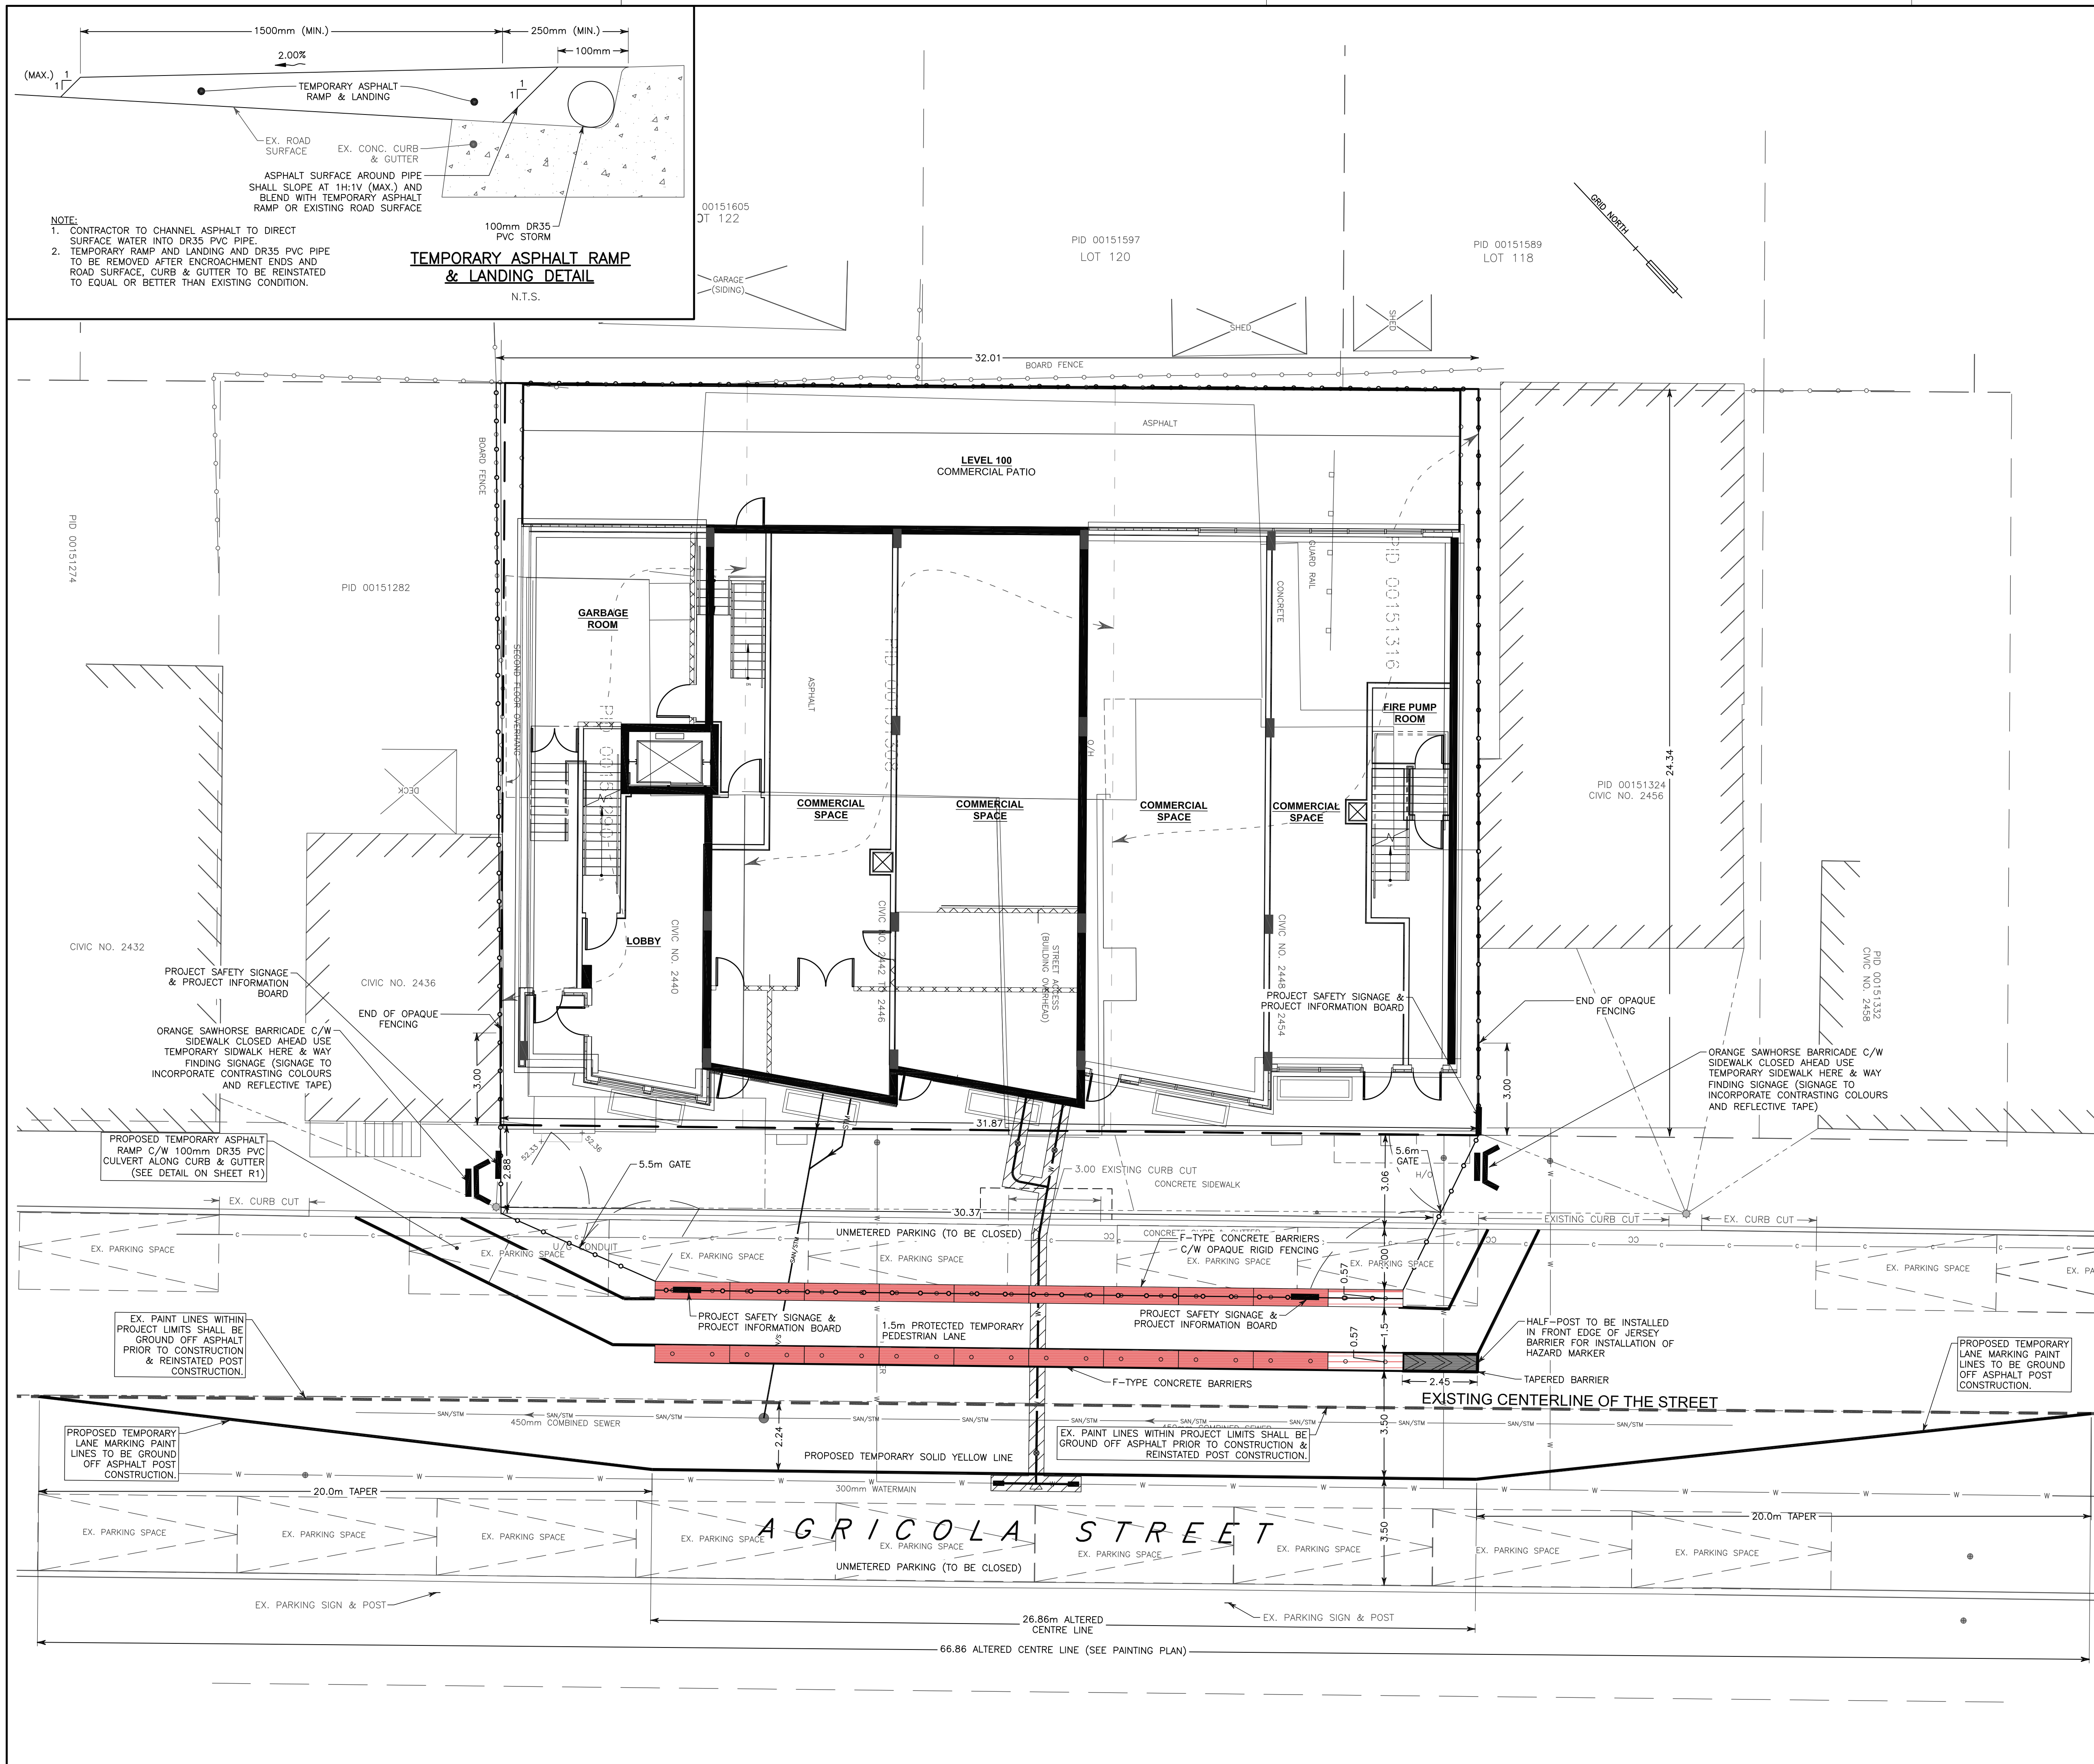 1500mm (MIN.)
250mm (MIN.)
100mm
2.00%
(MAX.)
1
1
TEMPORARY ASPHALT
RAMP & LANDING
1
1
EX. ROAD
SURFACE
EX. CONC. CURB
& GUTTER
ASPHALT SURFACE AROUND PIPE
SHALL SLOPE AT 1H:1V (MAX.) AND
BLEND WITH TEMPORARY ASPHALT
RAMP OR EXISTING ROAD SURFACE
NOTE:
1. CONTRACTOR TO CHANNEL ASPHALT TO DIRECT
SURFACE WATER INTO DR35 PVC PIPE.
2. TEMPORARY RAMP AND LANDING AND DR35 PVC PIPE
TO BE REMOVED AFTER ENCROACHMENT ENDS AND
ROAD SURFACE, CURB & GUTTER TO BE REINSTATED
TO EQUAL OR BETTER THAN EXISTING CONDITION.
100mm DR35
PVC STORM
TEMPORARY ASPHALT RAMP
& LANDING DETAIL
N.T.S.
00151605
OT 122
PID 00151597
LOT 120
PID 00151589
LOT 118
GRID NORTH
GARAGE
(SIDING)
SHED
SHED
32.01
BOARD FENCE
BOARD FENCE
ASPHALT
LEVEL 100
COMMERCIAL PATIO
PID 00151274
PID 00151282
GARBAGE
ROOM
SECOND FLOOR OVERHANG
ASPHALT
CONCRETE
GUARD RAIL
PID 00151316
FIRE PUMP
ROOM
24.34
PID 00151324
CIVIC NO. 2456
DECK
O/H
COMMERCIAL
SPACE
COMMERCIAL
SPACE
COMMERCIAL
SPACE
COMMERCIAL
SPACE
LOBBY
CIVIC NO. 2440
CIVIC NO. 2442 TO 2446
STREET ACCESS
(BUILDING OVERHEAD)
CIVIC NO. 2448
2454
CIVIC NO. 2432
CIVIC NO. 2436
PID 00151332
CIVIC NO. 2458
PROJECT SAFETY SIGNAGE
& PROJECT INFORMATION
BOARD
END OF OPAQUE
FENCING
ORANGE SAWHORSE BARRICADE C/W
SIDEWALK CLOSED AHEAD USE
TEMPORARY SIDWALK HERE & WAY
FINDING SIGNAGE (SIGNAGE TO
INCORPORATE CONTRASTING COLOURS
AND REFLECTIVE TAPE)
3.00
PROJECT SAFETY SIGNAGE &
PROJECT INFORMATION BOARD
END OF OPAQUE
FENCING
ORANGE SAWHORSE BARRICADE C/W
SIDEWALK CLOSED AHEAD USE
TEMPORARY SIDEWALK HERE & WAY
FINDING SIGNAGE (SIGNAGE TO
INCORPORATE CONTRASTING COLOURS
AND REFLECTIVE TAPE)
3.00
PROPOSED TEMPORARY ASPHALT
RAMP C/W 100mm DR35 PVC
CULVERT ALONG CURB & GUTTER
(SEE DETAIL ON SHEET R1)
31.87
STM
52.33
52.36
2.88
5.5m GATE
3.00 EXISTING CURB CUT
CONCRETE SIDEWALK
5.6m
GATE
H/O
3.06
EX. CURB CUT
30.37
EXISTING CURB CUT
EX. CURB CUT
UNMETERED PARKING (TO BE CLOSED)
F-TYPE CONCRETE BARRIERS
C/W OPAQUE RIGID FENCING
EX. PARKING SPACE
EX. PARKING SPACE
U/G CONDUIT
EX. PARKING SPACE
EX. PARKING SPACE
EX. PARKING SPACE
EX. PARKING SPACE
EX. PARKING SPACE
SAN/STM
0.57
PROJECT SAFETY SIGNAGE &
PROJECT INFORMATION BOARD
1.5m PROTECTED TEMPORARY
PEDESTRIAN LANE
PROJECT SAFETY SIGNAGE &
PROJECT INFORMATION BOARD
0.57
1.5
HALF-POST TO BE INSTALLED
IN FRONT EDGE OF JERSEY
BARRIER FOR INSTALLATION OF
HAZARD MARKER
EX. PAINT LINES WITHIN
PROJECT LIMITS SHALL BE
GROUND OFF ASPHALT
PRIOR TO CONSTRUCTION
& REINSTATED POST
CONSTRUCTION.
PROPOSED TEMPORARY
LANE MARKING PAINT
LINES TO BE GROUND
OFF ASPHALT POST
CONSTRUCTION.
F-TYPE CONCRETE BARRIERS
2.45
TAPERED BARRIER
EXISTING CENTERLINE OF THE STREET
SAN/STM
450mm COMBINED SEWER
2.24
3.50
EX. PAINT LINES WITHIN PROJECT LIMITS SHALL BE
GROUND OFF ASPHALT PRIOR TO CONSTRUCTION &
REINSTATED POST CONSTRUCTION.
PROPOSED TEMPORARY
LANE MARKING PAINT
LINES TO BE GROUND
OFF ASPHALT POST
CONSTRUCTION.
PROPOSED TEMPORARY SOLID YELLOW LINE
20.0m TAPER
300mm WATERMAIN
20.0m TAPER
EX. PARKING SPACE
EX. PARKING SPACE
EX. PARKING SPACE
EX. PARKING SPACE
AGRICOLA STREET
EX. PARKING SPACE
EX. PARKING SPACE
EX. PARKING SPACE
EX. PARKING SPACE
EX. PARKING SPACE
3.50
UNMETERED PARKING (TO BE CLOSED)
EX. PARKING SIGN & POST
26.86m ALTERED
CENTRE LINE
EX. PARKING SIGN & POST
66.86 ALTERED CENTRE LINE (SEE PAINTING PLAN)